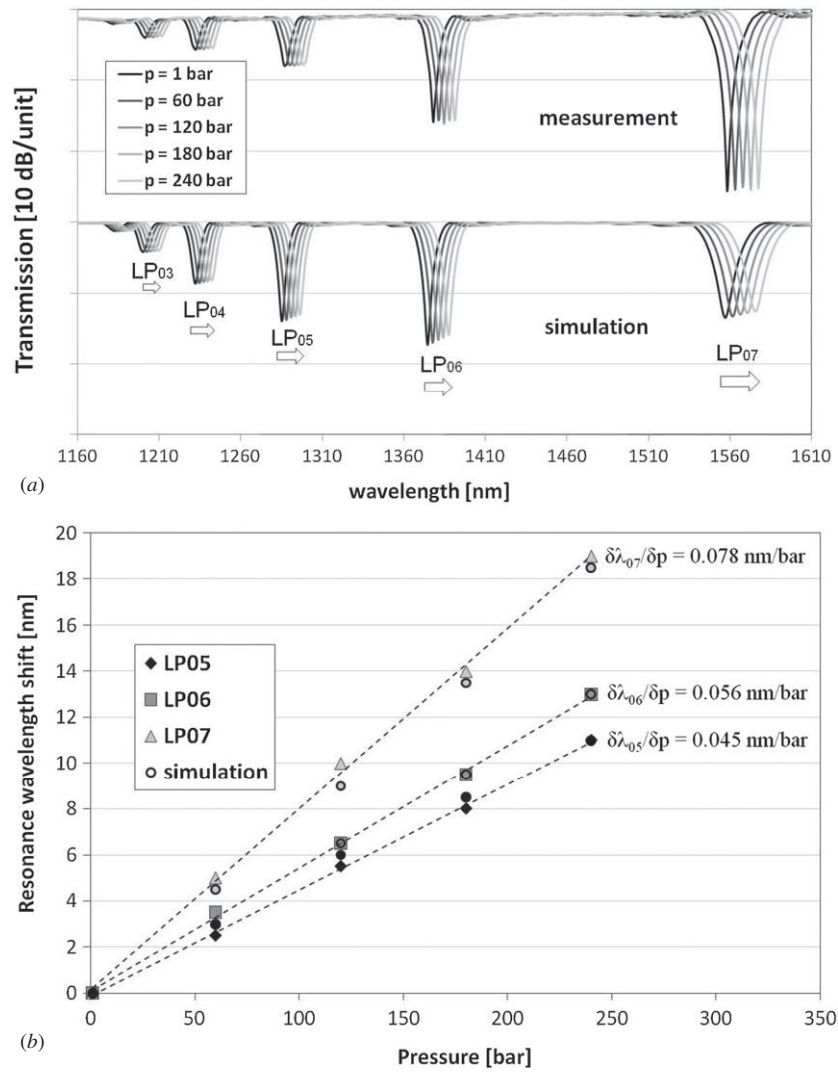 Transmission [10 dB/unit]
p = 1 bar
p = 60 bar
p = 120 bar
p = 180 bar
p = 240 bar
measurement
simulation
LP03
LP04
LP05
LP06
LP07
1160 1210 1260 1310 1360 1410 1460 1510 1560 1610
(a)
wavelength [nm]
Resonance wavelength shift [nm]
20
18
16
14
12
10
8
6
4
2
0
LP05
LP06
LP07
simulation
δλ₀₇/δp = 0.078 nm/bar
δλ₀₆/δp = 0.056 nm/bar
δλ₀₅/δp = 0.045 nm/bar
0 50 100 150 200 250 300 350
(b)
Pressure [bar]